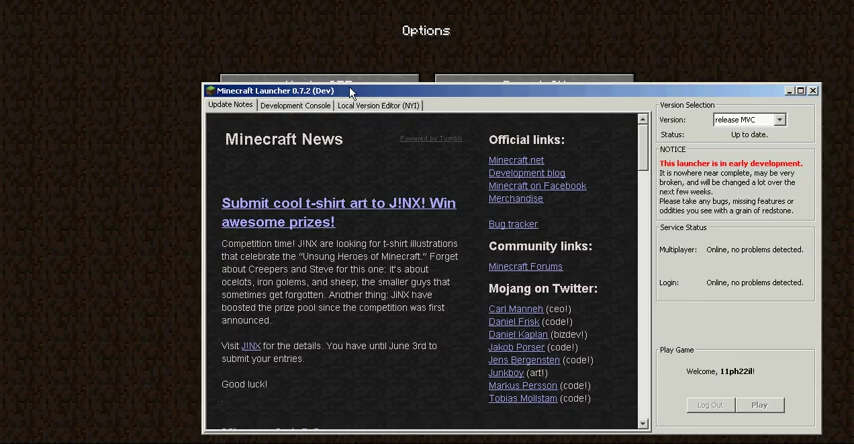 Options
Minecraft Launcher 0.7.2 (Dev)
Update Notes
Development Console
Local Version Editor (NYI)
Minecraft News
Powered by Tumblr
Submit cool t-shirt art to J!NX! Win
awesome prizes!
Competition time! J!NX are looking for t-shirt illustrations
that celebrate the "Unsung Heroes of Minecraft." Forget
about Creepers and Steve for this one: it's about
ocelots, iron golems, and sheep; the smaller guys that
sometimes get forgotten. Another thing: J!NX have
boosted the prize pool since the competition was first
announced.
Visit J!NX for the details. You have until June 3rd to
submit your entries.
Good luck!
Official links:
Minecraft.net
Development blog
Minecraft on Facebook
Merchandise
Bug tracker
Community links:
Minecraft Forums
Mojang on Twitter:
Carl Manneh (ceo!)
Daniel Frisk (code!)
Daniel Kaplan (bizdev!)
Jakob Porser (code!)
Jens Bergensten (code!)
Junkboy (art!)
Markus Persson (code!)
Tobias Mollstam (code!)
Version Selection
Version: release MVC
Status: Up to date.
NOTICE
This launcher is in early development.
It is nowhere near complete, may be very
broken, and will be changed a lot over the
next few weeks.
Please take any bugs, missing features or
oddities you see with a grain of redstone.
Service Status
Multiplayer: Online, no problems detected.
Login: Online, no problems detected.
Play Game
Welcome, 11ph22il!
Log Out
Play